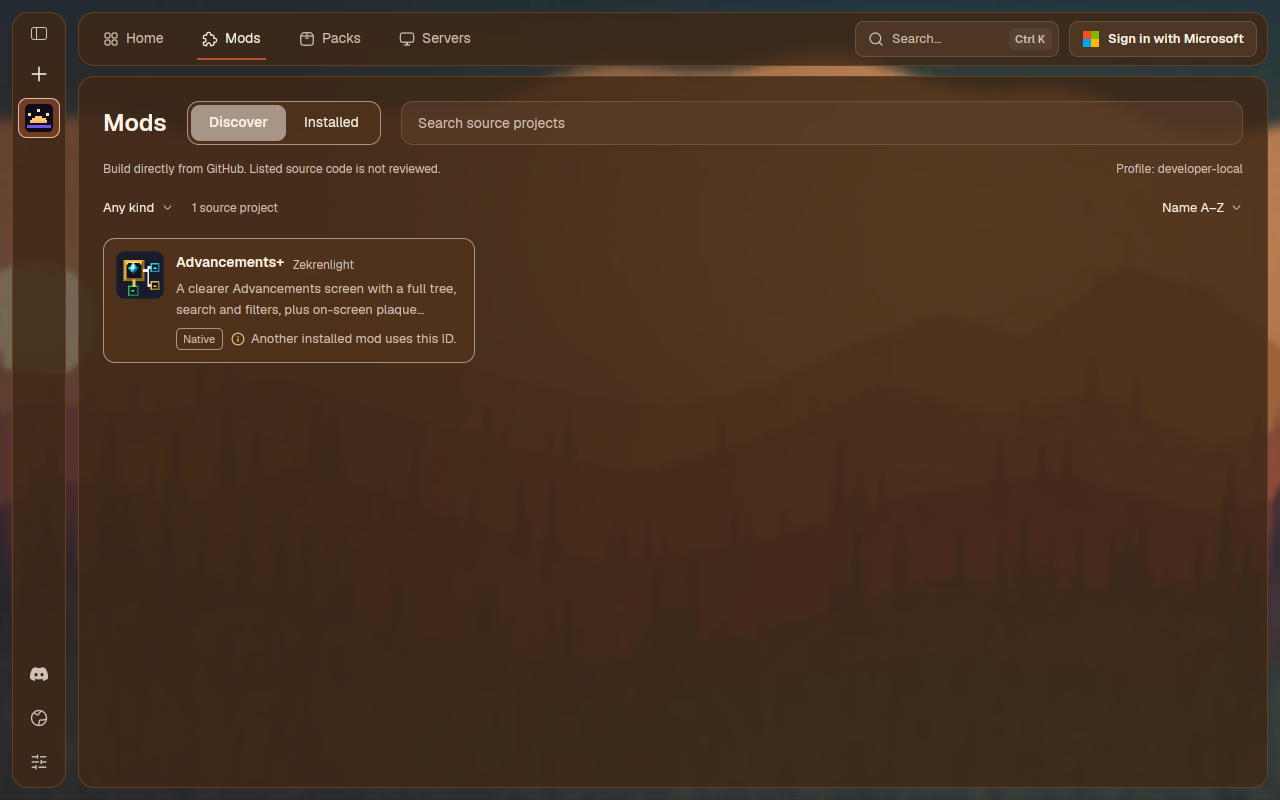 Home
Mods
Packs
Servers
Search...
Ctrl K
Sign in with Microsoft
Mods
Discover
Installed
Search source projects
Build directly from GitHub. Listed source code is not reviewed.
Profile: developer-local
Any kind
1 source project
Name A–Z
Advancements+ Zekrenlight
A clearer Advancements screen with a full tree,
search and filters, plus on-screen plaque…
Native
Another installed mod uses this ID.